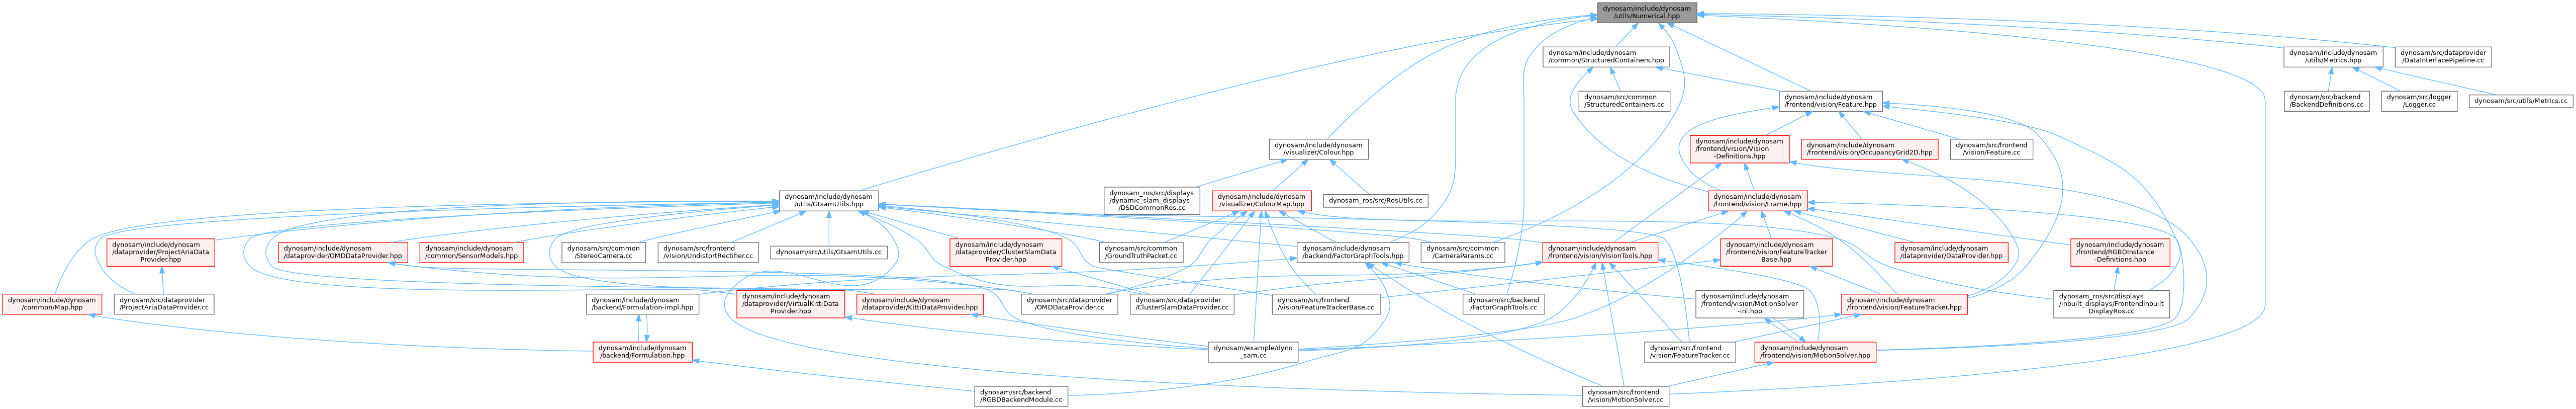 dynosam/include/dynosam
/utils/Numerical.hpp
dynosam/include/dynosam
/common/StructuredContainers.hpp
dynosam/include/dynosam
/utils/Metrics.hpp
dynosam/src/dataprovider
/DataInterfacePipeline.cc
dynosam/src/common
/StructuredContainers.cc
dynosam/include/dynosam
/frontend/vision/Feature.hpp
dynosam/src/backend
/BackendDefinitions.cc
dynosam/src/logger
/Logger.cc
dynosam/src/utils/Metrics.cc
dynosam/include/dynosam
/visualizer/Colour.hpp
dynosam/include/dynosam
/frontend/vision/Vision
-Definitions.hpp
dynosam/include/dynosam
/frontend/vision/OccupancyGrid2D.hpp
dynosam/src/frontend
/vision/Feature.cc
dynosam/include/dynosam
/utils/GtsamUtils.hpp
dynosam_ros/src/displays
/dynamic_slam_displays
/DSDCommonRos.cc
dynosam/include/dynosam
/visualizer/ColourMap.hpp
dynosam_ros/src/RosUtils.cc
dynosam/include/dynosam
/frontend/vision/Frame.hpp
dynosam/include/dynosam
/dataprovider/ProjectAriaData
Provider.hpp
dynosam/include/dynosam
/dataprovider/OMDDataProvider.hpp
dynosam/include/dynosam
/common/SensorModels.hpp
dynosam/src/common
/StereoCamera.cc
dynosam/src/frontend
/vision/UndistortRectifier.cc
dynosam/src/utils/GtsamUtils.cc
dynosam/include/dynosam
/dataprovider/ClusterSlamData
Provider.hpp
dynosam/src/common
/GroundTruthPacket.cc
dynosam/include/dynosam
/backend/FactorGraphTools.hpp
dynosam/src/common
/CameraParams.cc
dynosam/include/dynosam
/frontend/vision/VisionTools.hpp
dynosam/include/dynosam
/frontend/vision/FeatureTracker
Base.hpp
dynosam/include/dynosam
/dataprovider/DataProvider.hpp
dynosam/include/dynosam
/frontend/RGBDInstance
-Definitions.hpp
dynosam/include/dynosam
/common/Map.hpp
dynosam/src/dataprovider
/ProjectAriaDataProvider.cc
dynosam/include/dynosam
/backend/Formulation-impl.hpp
dynosam/include/dynosam
/dataprovider/VirtualKittiData
Provider.hpp
dynosam/include/dynosam
/dataprovider/KittiDataProvider.hpp
dynosam/src/dataprovider
/OMDDataProvider.cc
dynosam/src/dataprovider
/ClusterSlamDataProvider.cc
dynosam/src/frontend
/vision/FeatureTrackerBase.cc
dynosam/src/backend
/FactorGraphTools.cc
dynosam/include/dynosam
/frontend/vision/MotionSolver
-inl.hpp
dynosam/include/dynosam
/frontend/vision/FeatureTracker.hpp
dynosam_ros/src/displays
/inbuilt_displays/FrontendInbuilt
DisplayRos.cc
dynosam/include/dynosam
/backend/Formulation.hpp
dynosam/example/dyno
_sam.cc
dynosam/src/frontend
/vision/FeatureTracker.cc
dynosam/include/dynosam
/frontend/vision/MotionSolver.hpp
dynosam/src/backend
/RGBDBackendModule.cc
dynosam/src/frontend
/vision/MotionSolver.cc